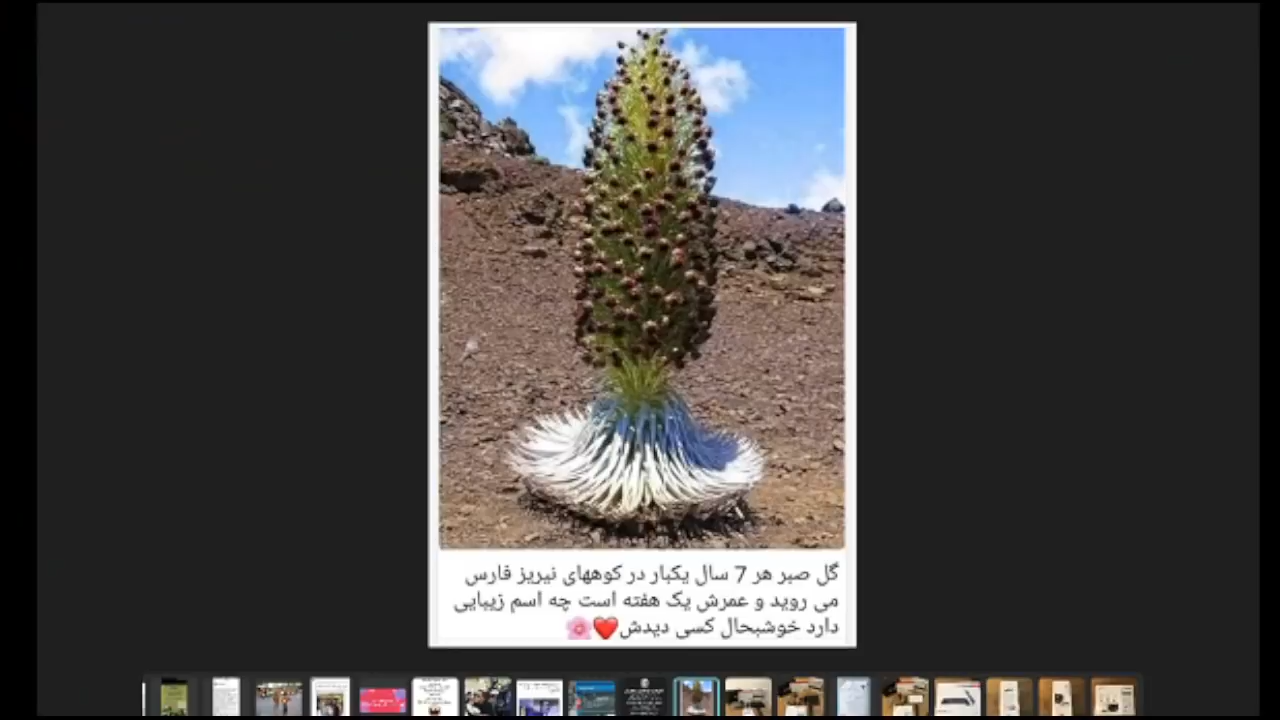 گل صبر هر 7 سال یکبار در کوههای نیریز فارس
می روید و عمرش یک هفته است چه اسم زیبایی
دارد خوشبحال کسی دیدش❤️🌸